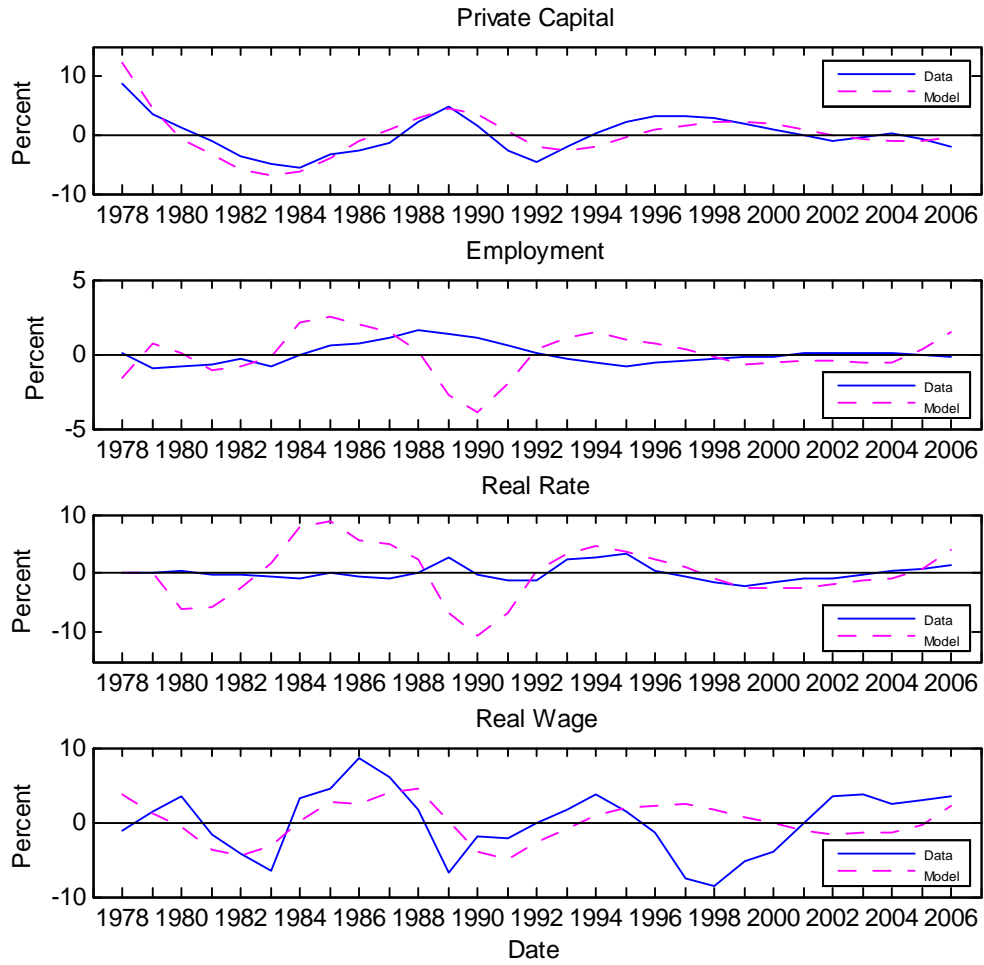 Private Capital
10
0
-10
Percent
Data
Model
1978 1980 1982 1984 1986 1988 1990 1992 1994 1996 1998 2000 2002 2004 2006
Employment
5
0
-5
Percent
Data
Model
1978 1980 1982 1984 1986 1988 1990 1992 1994 1996 1998 2000 2002 2004 2006
Real Rate
10
0
-10
Percent
Data
Model
1978 1980 1982 1984 1986 1988 1990 1992 1994 1996 1998 2000 2002 2004 2006
Real Wage
10
0
-10
Percent
Data
Model
1978 1980 1982 1984 1986 1988 1990 1992 1994 1996 1998 2000 2002 2004 2006
Date